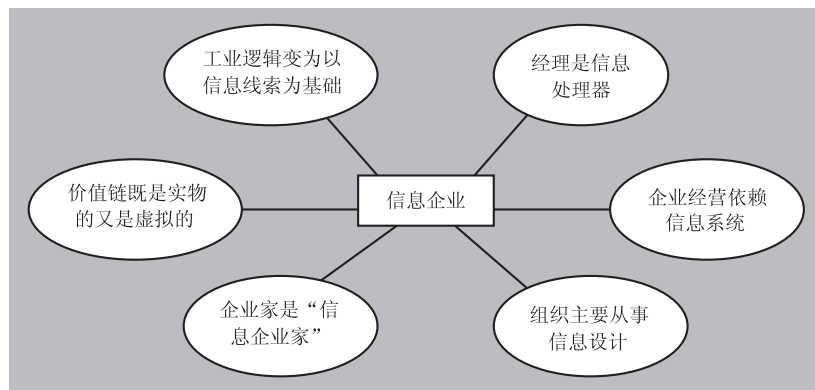 工业逻辑变为以
信息线索为基础
经理是信息
处理器
价值链既是实物
的又是虚拟的
信息企业
企业经营依赖
信息系统
企业家是“信
息企业家”
组织主要从事
信息设计